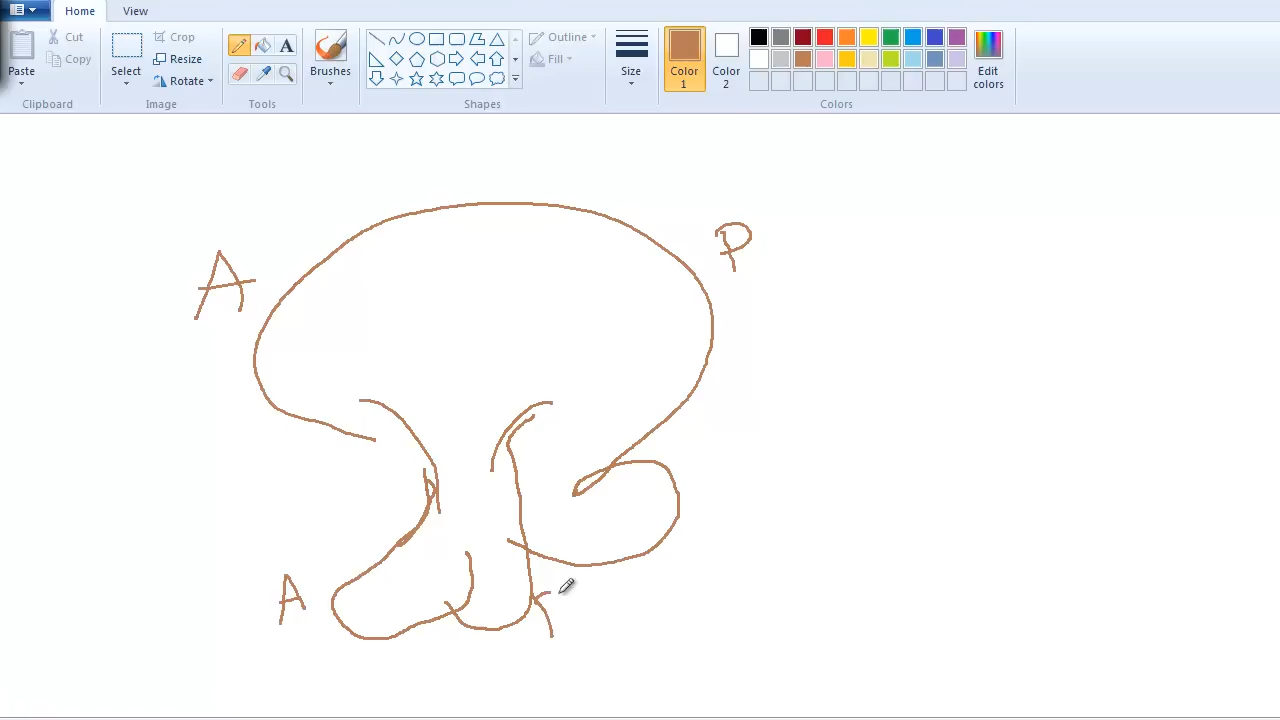 Home
View
Paste
Cut
Copy
Clipboard
Select
Crop
Resize
Rotate
Image
A
Tools
Brushes
Outline
Fill
Shapes
Size
Color 1
Color 2
Edit colors
Colors
A
P
A